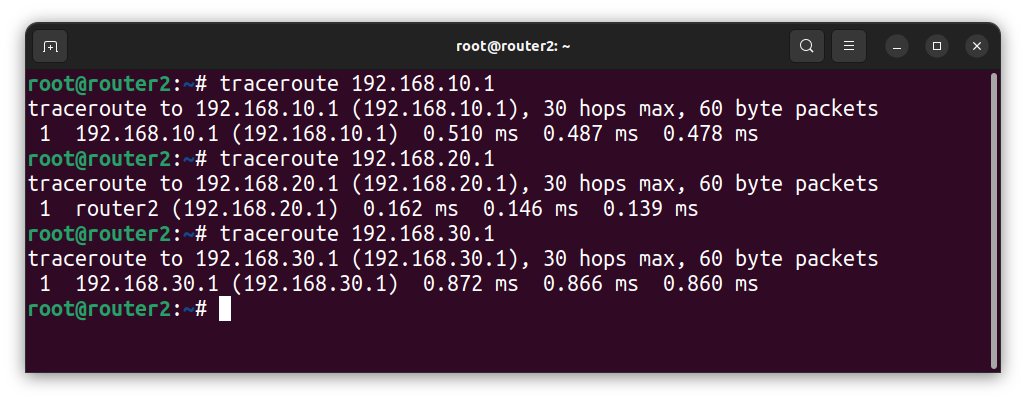 root@router2: ~
root@router2:~# traceroute 192.168.10.1
traceroute to 192.168.10.1 (192.168.10.1), 30 hops max, 60 byte packets
 1  192.168.10.1 (192.168.10.1)  0.510 ms  0.487 ms  0.478 ms
root@router2:~# traceroute 192.168.20.1
traceroute to 192.168.20.1 (192.168.20.1), 30 hops max, 60 byte packets
 1  router2 (192.168.20.1)  0.162 ms  0.146 ms  0.139 ms
root@router2:~# traceroute 192.168.30.1
traceroute to 192.168.30.1 (192.168.30.1), 30 hops max, 60 byte packets
 1  192.168.30.1 (192.168.30.1)  0.872 ms  0.866 ms  0.860 ms
root@router2:~#